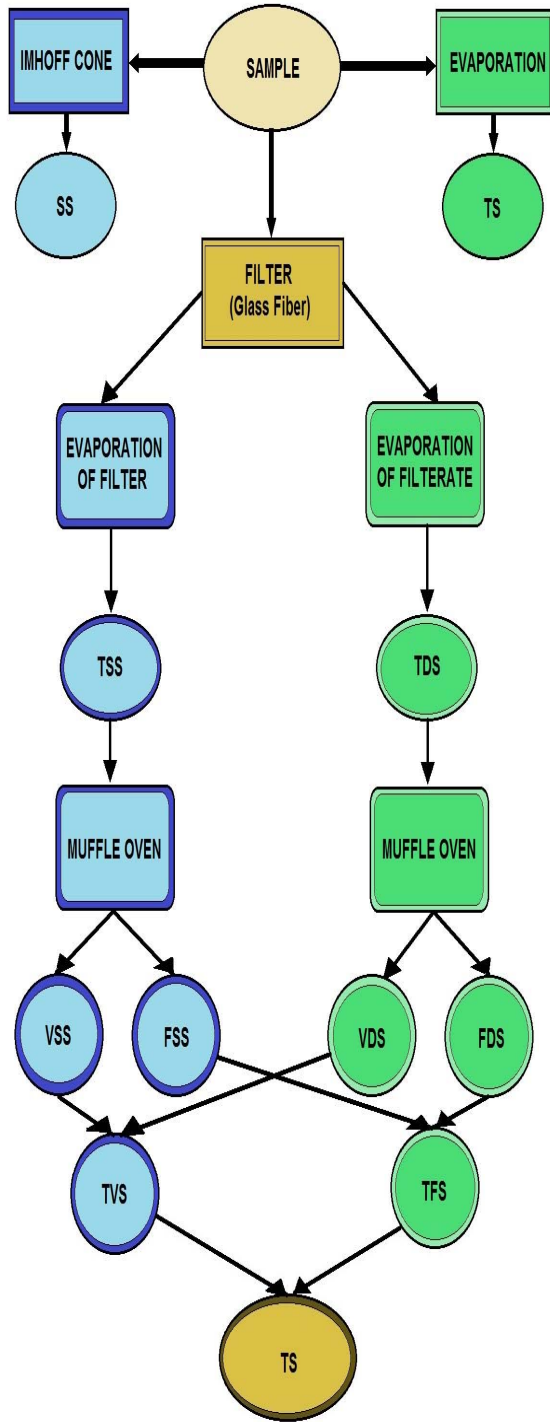 IMHOFF CONE
SAMPLE
EVAPORATION
SS
TS
FILTER
(Glass Fiber)
EVAPORATION
OF FILTER
EVAPORATION
OF FILTERATE
TSS
TDS
MUFFLE OVEN
MUFFLE OVEN
VSS
FSS
VDS
FDS
TVS
TFS
TS